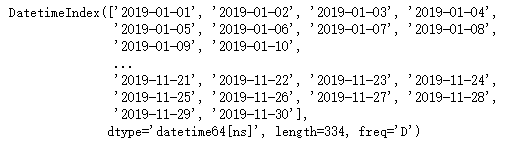 DatetimeIndex(['2019-01-01', '2019-01-02', '2019-01-03', '2019-01-04',
'2019-01-05', '2019-01-06', '2019-01-07', '2019-01-08',
'2019-01-09', '2019-01-10',
...
'2019-11-21', '2019-11-22', '2019-11-23', '2019-11-24',
'2019-11-25', '2019-11-26', '2019-11-27', '2019-11-28',
'2019-11-29', '2019-11-30'],
dtype='datetime64[ns]', length=334, freq='D')